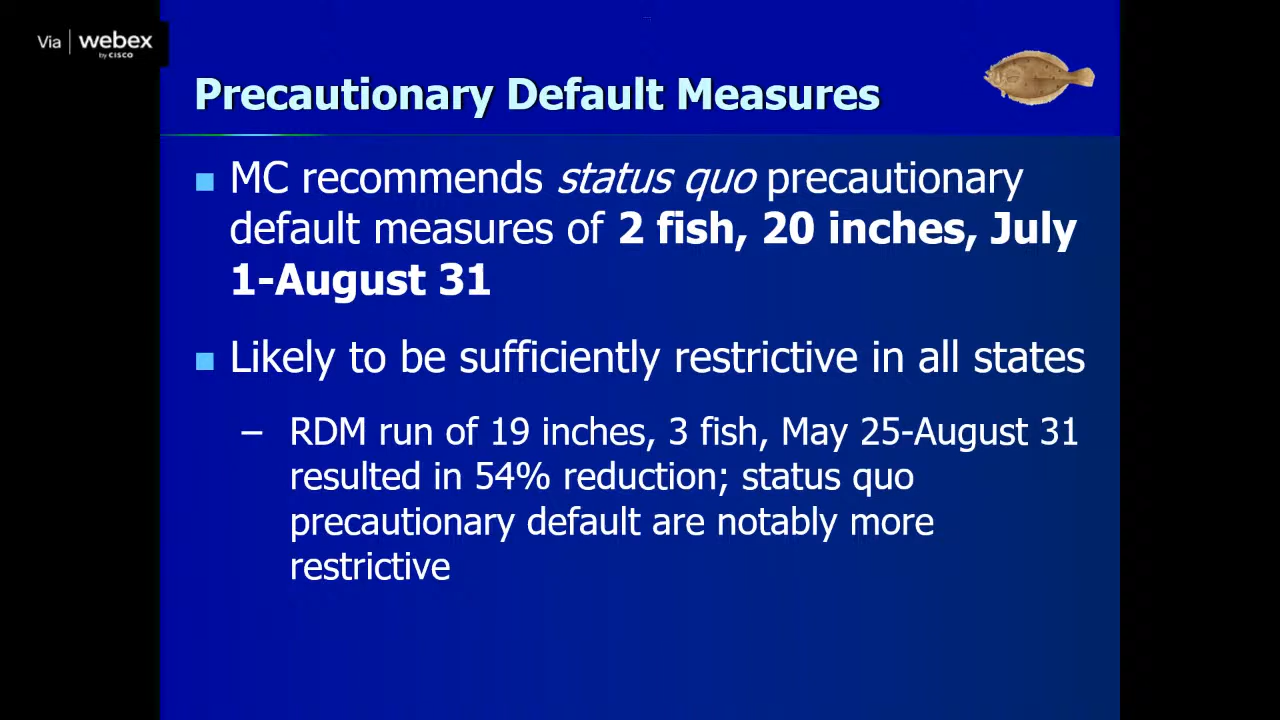 Via webex
by CISCO
Precautionary Default Measures
MC recommends status quo precautionary
default measures of 2 fish, 20 inches, July
1-August 31
Likely to be sufficiently restrictive in all states
– RDM run of 19 inches, 3 fish, May 25-August 31
resulted in 54% reduction; status quo
precautionary default are notably more
restrictive